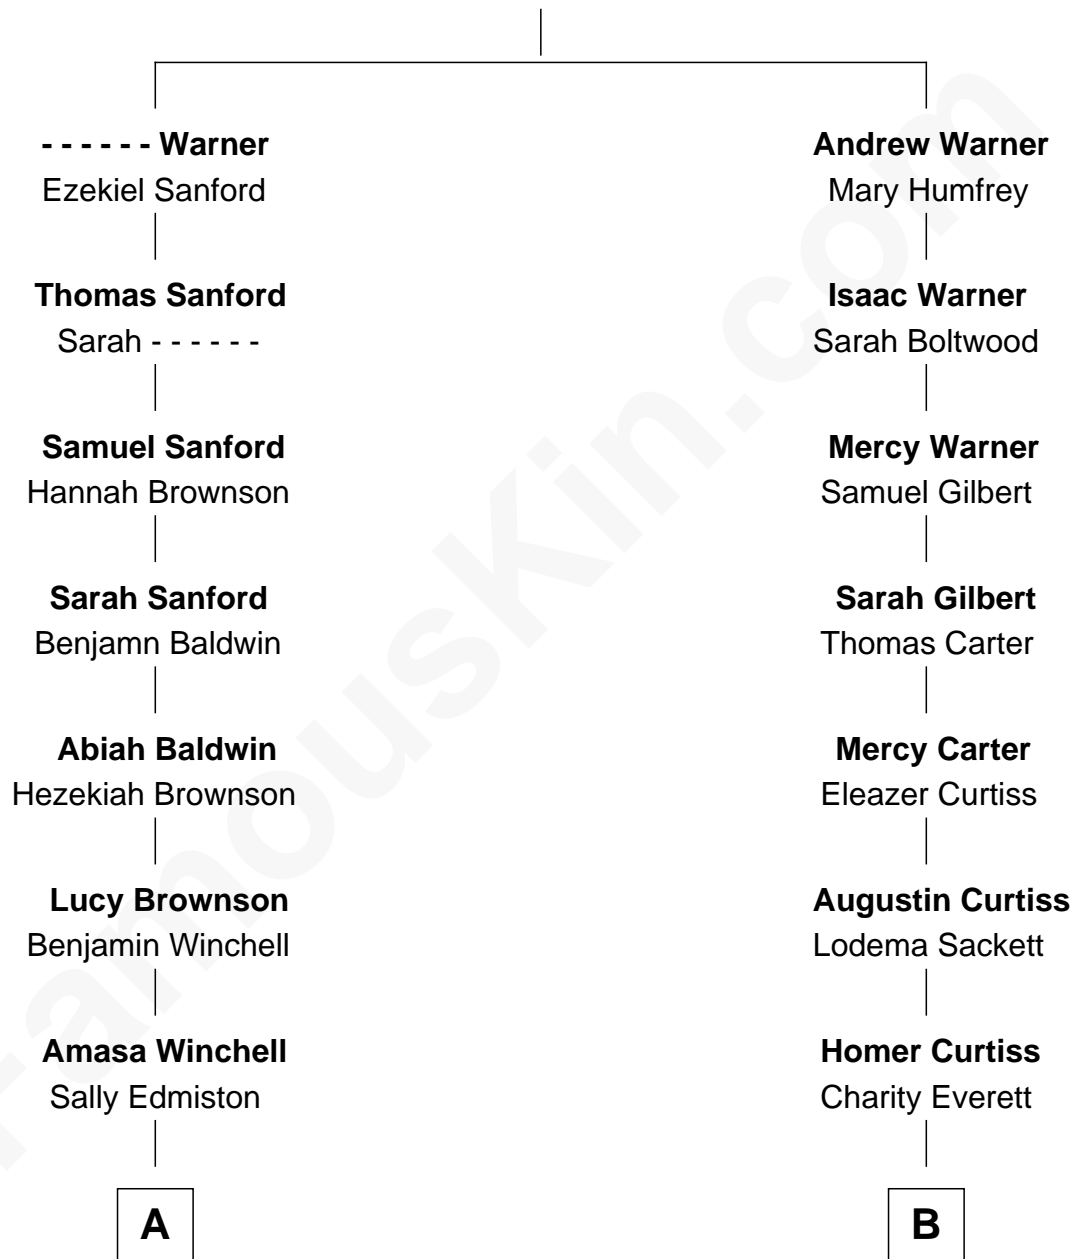 - - - - - - Warner
Ezekiel Sanford
Thomas Sanford
Sarah - - - - - -
Samuel Sanford
Hannah Brownson
Sarah Sanford
Benjamn Baldwin
Abiah Baldwin
Hezekiah Brownson
Lucy Brownson
Benjamin Winchell
Amasa Winchell
Sally Edmiston
A
Andrew Warner
Mary Humfrey
Isaac Warner
Sarah Boltwood
Mercy Warner
Samuel Gilbert
Sarah Gilbert
Thomas Carter
Mercy Carter
Eleazer Curtiss
Augustin Curtiss
Lodema Sackett
Homer Curtiss
Charity Everett
B
FamousKin.com